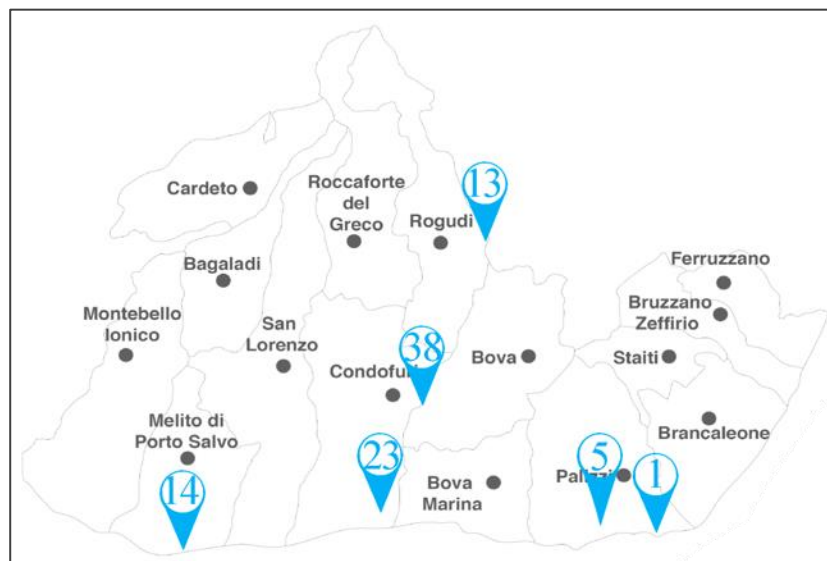 13
Cardeto
Roccaforte
del
Greco
Rogudi
Bagaladi
Ferruzzano
Montebello
Ionico
San
Lorenzo
Bruzzano
Zeffirio
38
Condofuri
Bova
Staiti
Melito di
Porto Salvo
Brancaleone
14
23
Bova
Marina
Palizzi
5
1